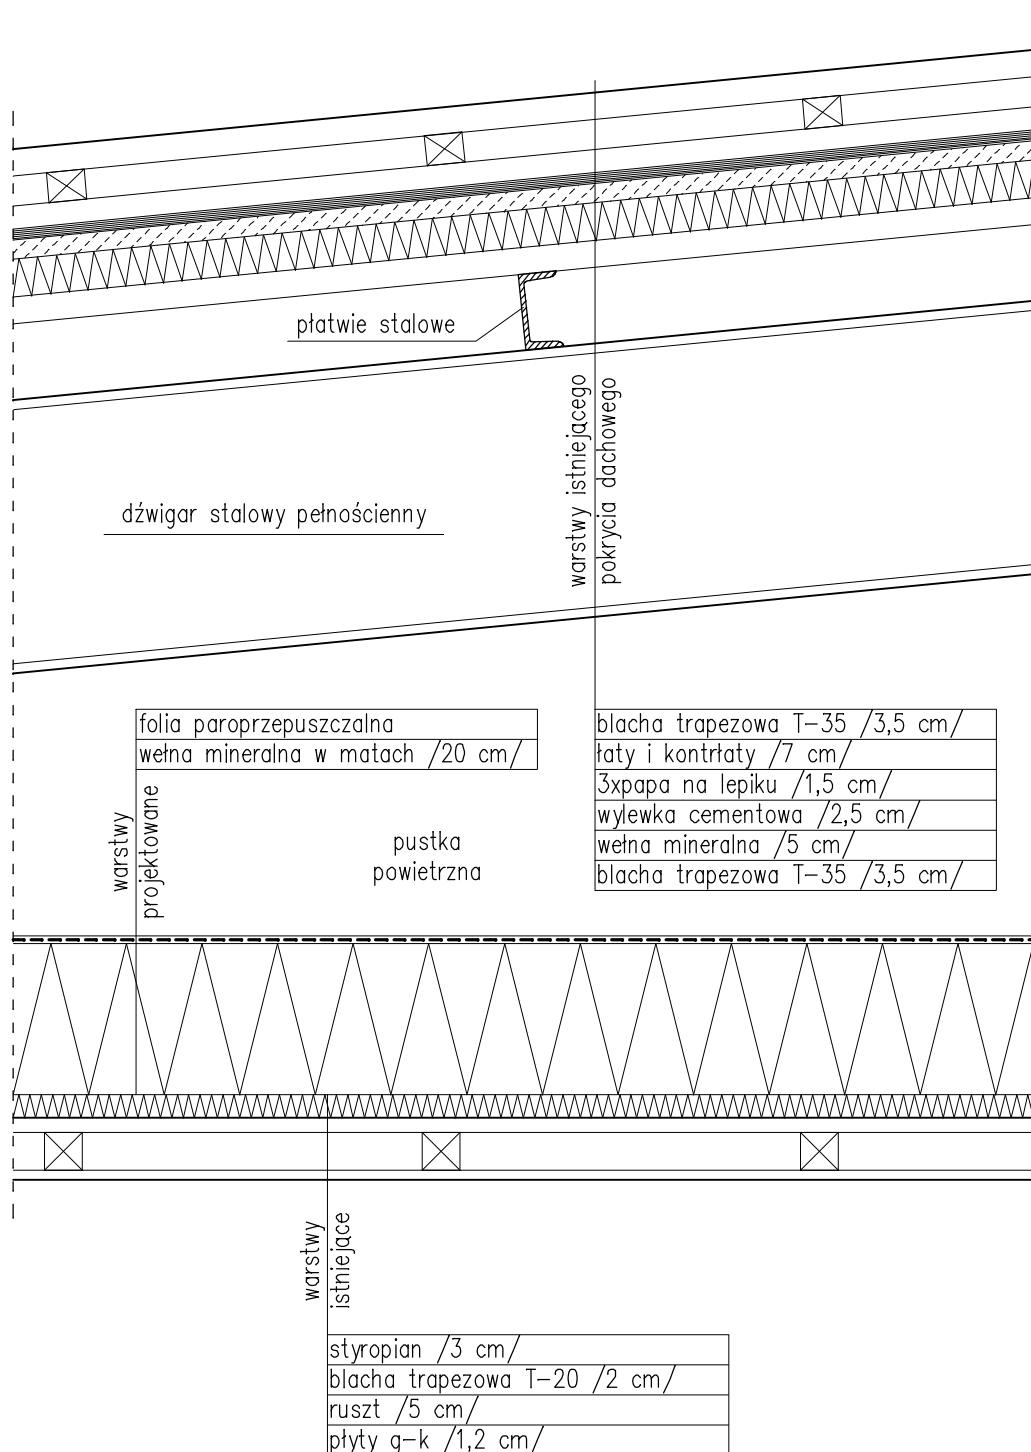 płatwie stalowe
warstwy istniejącego
pokrycia dachowego
dźwigar stalowy pełnościenny
folia paroprzepuszczalna
wełna mineralna w matach /20 cm/
warstwy
projektowane
blacha trapezowa T-35 /3,5 cm/
łaty i kontrłaty /7 cm/
3xpapa na lepiku /1,5 cm/
wylewka cementowa /2,5 cm/
wełna mineralna /5 cm/
blacha trapezowa T-35 /3,5 cm/
pustka
powietrzna
warstwy
istniejące
styropian /3 cm/
blacha trapezowa T-20 /2 cm/
ruszt /5 cm/
płyty g-k /1,2 cm/